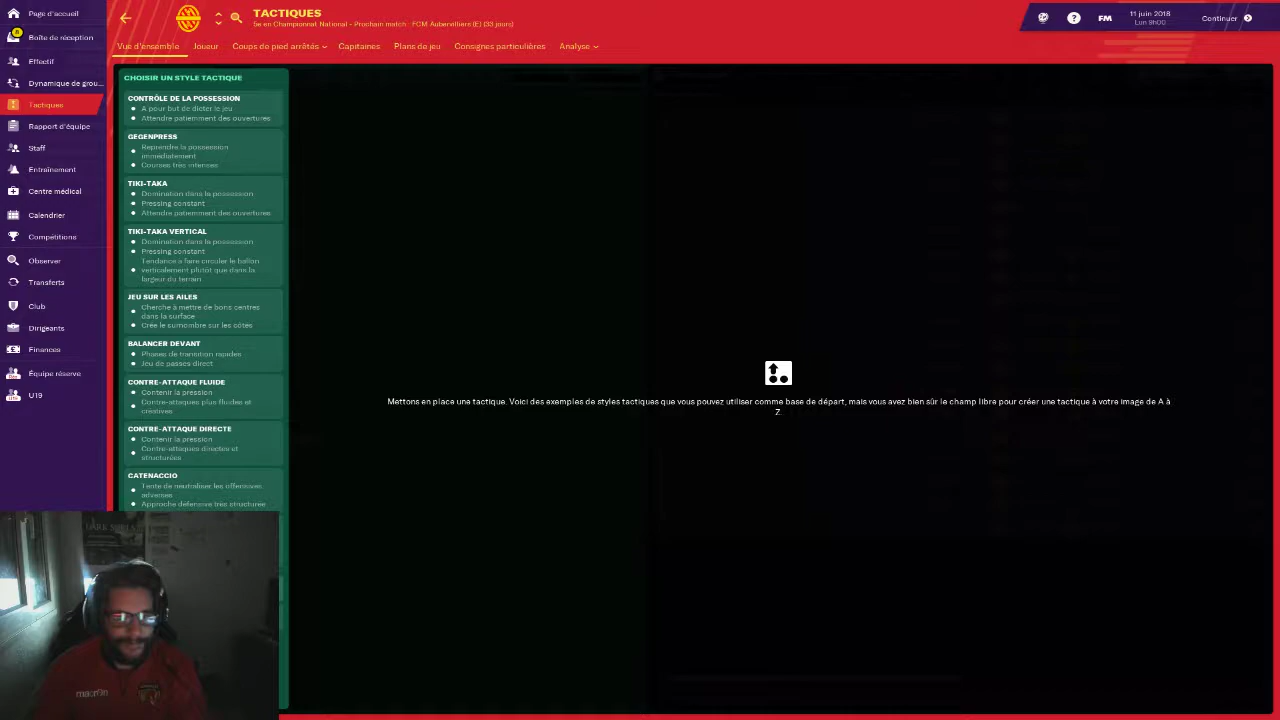 Page d'accueil
8
Boîte de réception
Effectif
Dynamique de grou...
Tactiques
Rapport d'équipe
Staff
Entraînement
Centre médical
Calendrier
Compétitions
Observer
Transferts
Club
Dirigeants
Finances
Équipe réserve
U19
TACTIQUES
5e en Championnat National - Prochain match : FCM Aubervilliers (E) (33 jours)
Vue d'ensemble
Joueur
Coups de pied arrêtés
Capitaines
Plans de jeu
Consignes particulières
Analyse
?
FM
11 juin 2018
Lun 9h00
Continuer
CHOISIR UN STYLE TACTIQUE
CONTRÔLE DE LA POSSESSION
A pour but de dicter le jeu
Attendre patiemment des ouvertures
GEGENPRESS
Reprendre la possession
immédiatement
Courses très intenses
TIKI-TAKA
Domination dans la possession
Pressing constant
Attendre patiemment des ouvertures
TIKI-TAKA VERTICAL
Domination dans la possession
Pressing constant
Tendance à faire circuler le ballon
verticalement plutôt que dans la
largeur du terrain
JEU SUR LES AILES
Cherche à mettre de bons centres
dans la surface
Crée le surnombre sur les côtés
BALANCER DEVANT
Phases de transition rapides
Jeu de passes direct
CONTRE-ATTAQUE FLUIDE
Contenir la pression
Contre-attaques plus fluides et
créatives
CONTRE-ATTAQUE DIRECTE
Contenir la pression
Contre-attaques directes et
structurées
CATENACCIO
Tente de neutraliser les offensives
adverses
Approche défensive très structurée
Mettons en place une tactique. Voici des exemples de styles tactiques que vous pouvez utiliser comme base de départ, mais vous avez bien sûr le champ libre pour créer une tactique à votre image de A à
Z.
DARK SOULS
macron